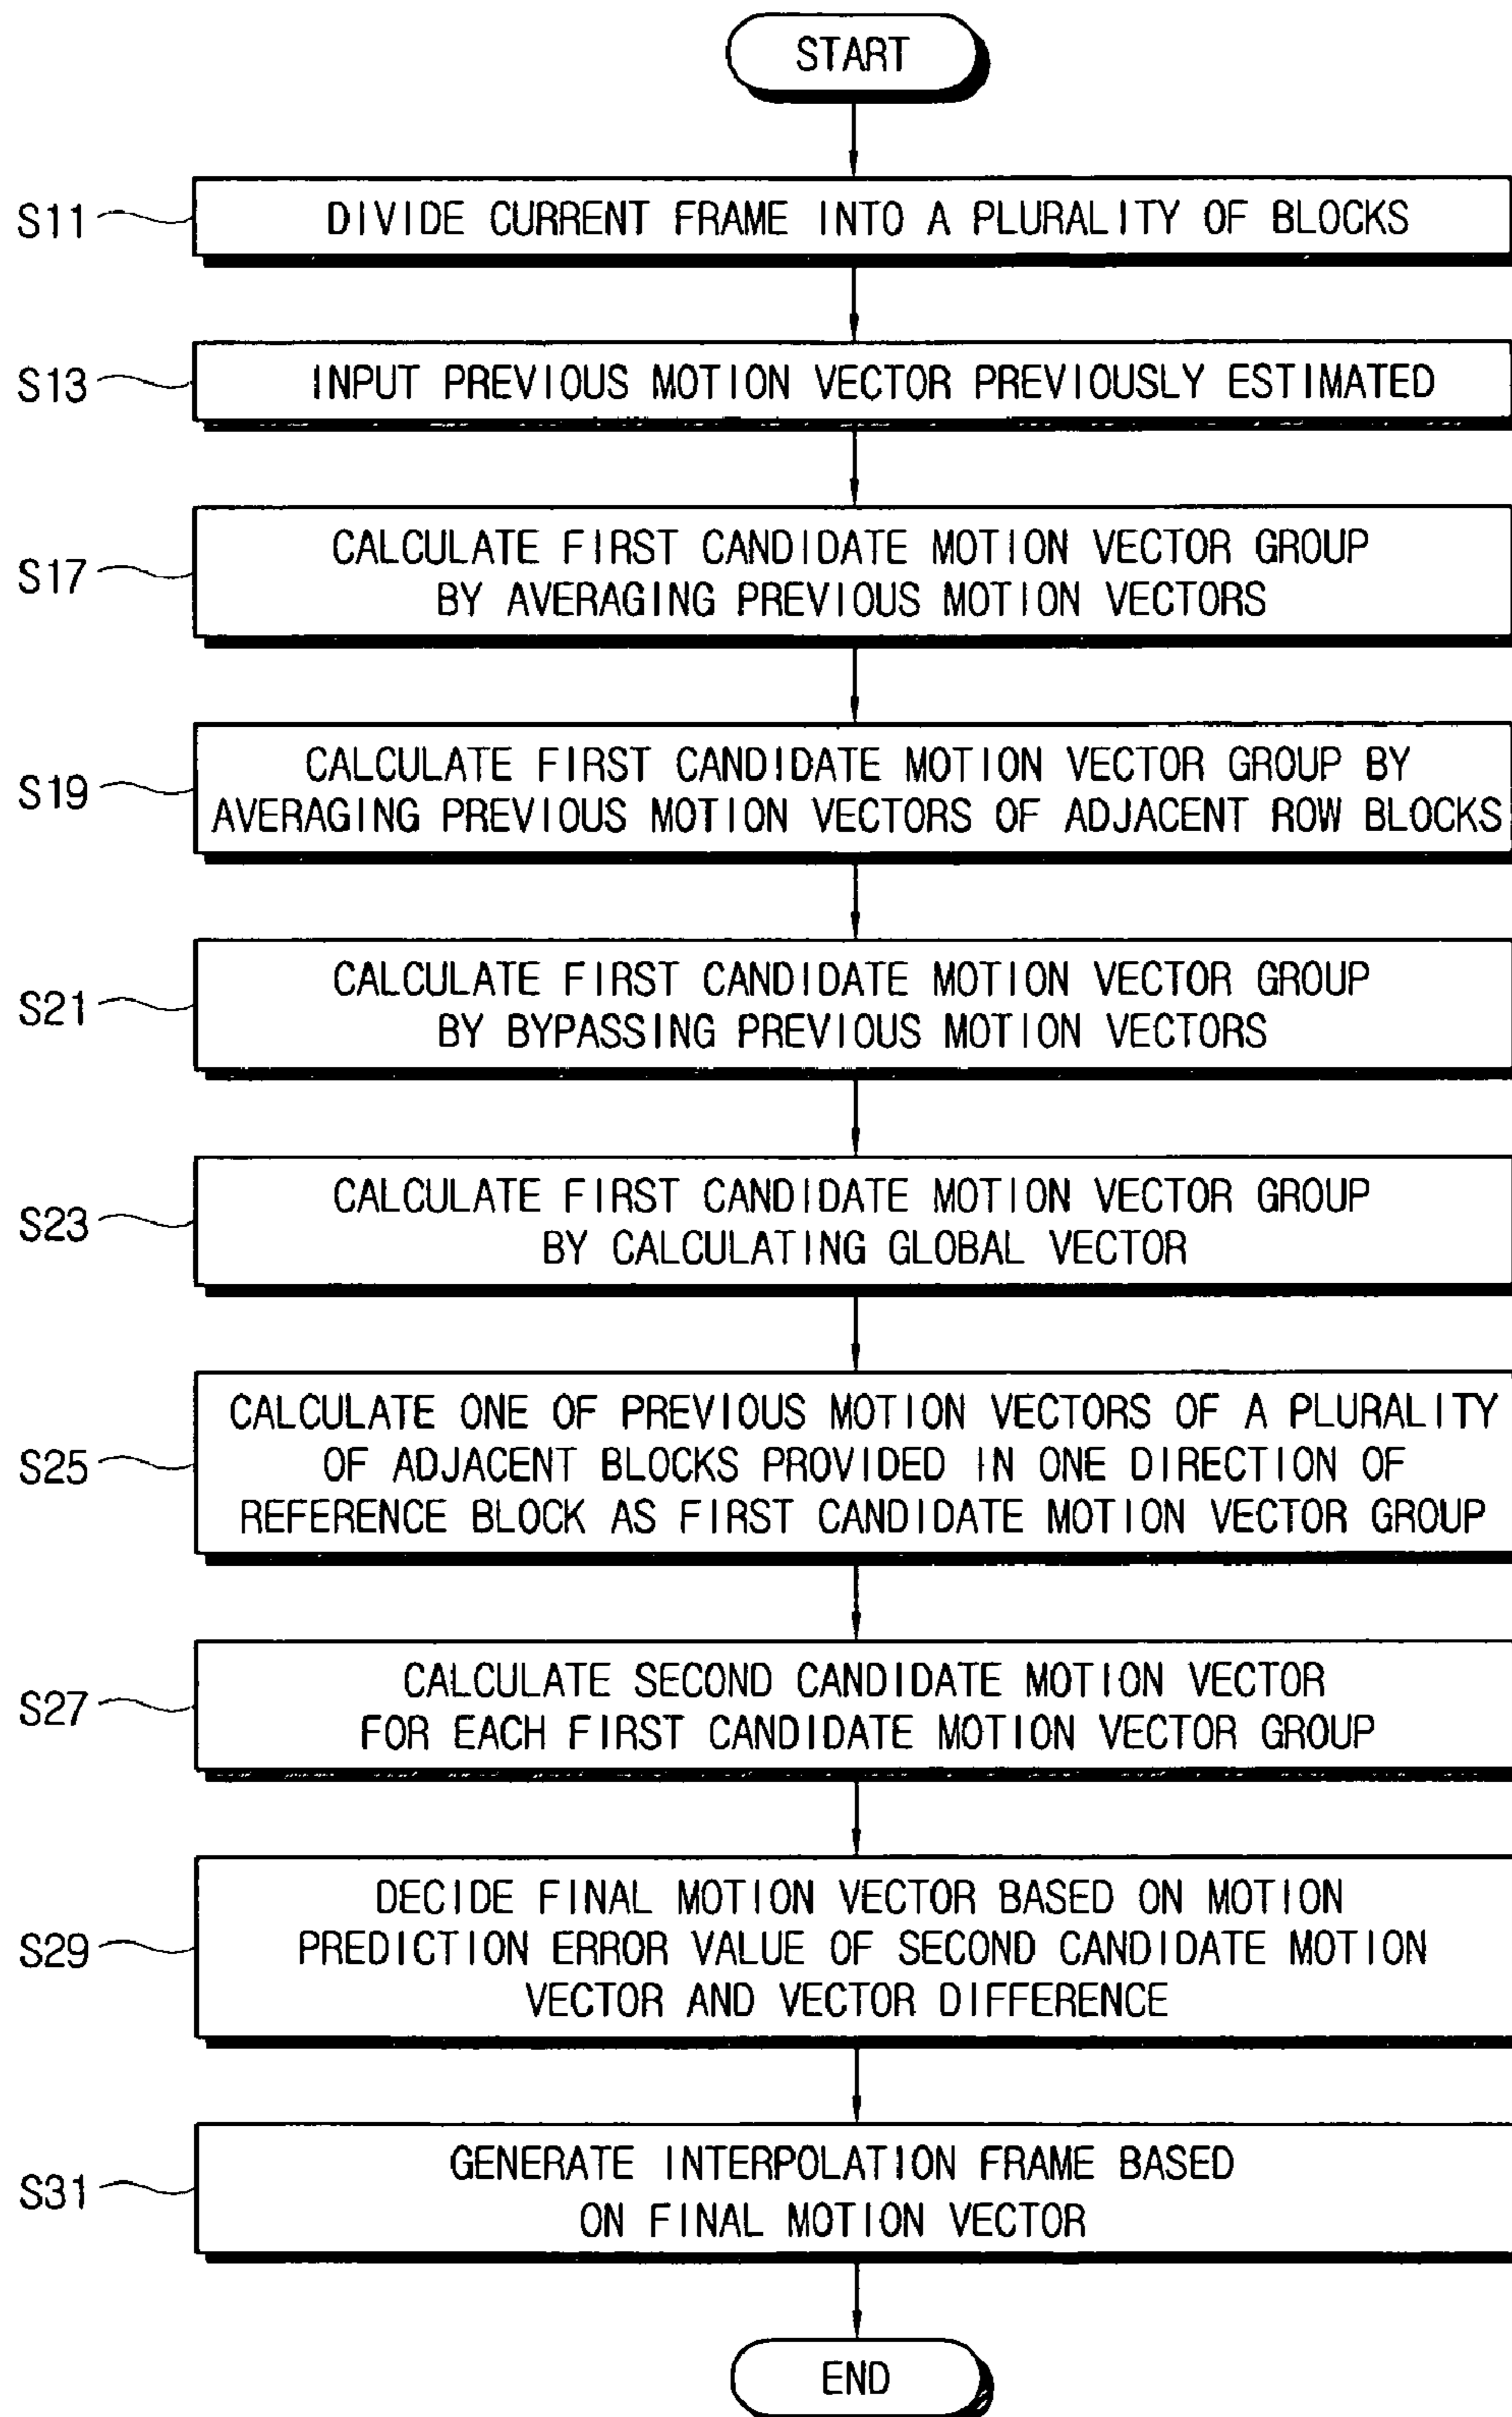 START
S11
DIVIDE CURRENT FRAME INTO A PLURALITY OF BLOCKS
S13
INPUT PREVIOUS MOTION VECTOR PREVIOUSLY ESTIMATED
S17
CALCULATE FIRST CANDIDATE MOTION VECTOR GROUP
BY AVERAGING PREVIOUS MOTION VECTORS
S19
CALCULATE FIRST CANDIDATE MOTION VECTOR GROUP BY
AVERAGING PREVIOUS MOTION VECTORS OF ADJACENT ROW BLOCKS
S21
CALCULATE FIRST CANDIDATE MOTION VECTOR GROUP
BY BYPASSING PREVIOUS MOTION VECTORS
S23
CALCULATE FIRST CANDIDATE MOTION VECTOR GROUP
BY CALCULATING GLOBAL VECTOR
S25
CALCULATE ONE OF PREVIOUS MOTION VECTORS OF A PLURALITY
OF ADJACENT BLOCKS PROVIDED IN ONE DIRECTION OF
REFERENCE BLOCK AS FIRST CANDIDATE MOTION VECTOR GROUP
S27
CALCULATE SECOND CANDIDATE MOTION VECTOR
FOR EACH FIRST CANDIDATE MOTION VECTOR GROUP
S29
DECIDE FINAL MOTION VECTOR BASED ON MOTION
PREDICTION ERROR VALUE OF SECOND CANDIDATE MOTION
VECTOR AND VECTOR DIFFERENCE
S31
GENERATE INTERPOLATION FRAME BASED
ON FINAL MOTION VECTOR
END